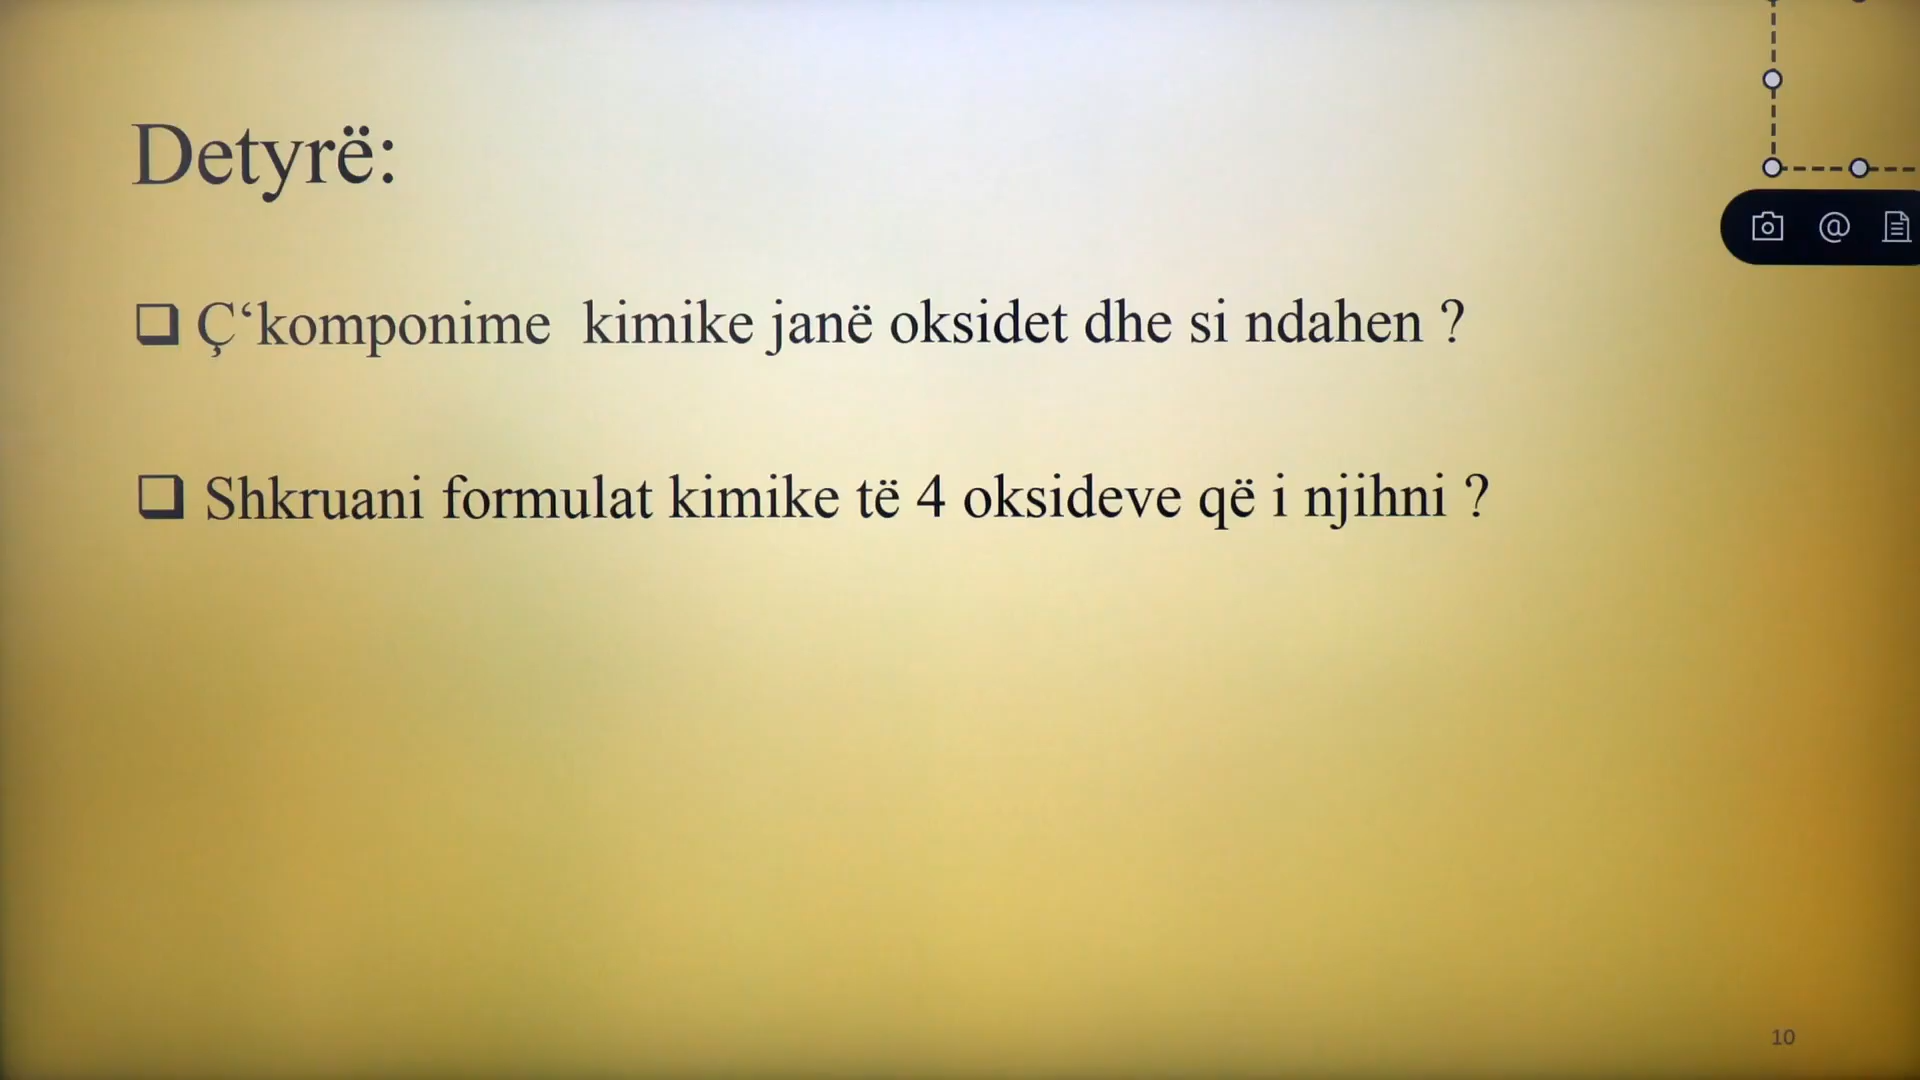 Detyrë:
Ç‘komponime kimike janë oksidet dhe si ndahen ?
Shkruani formulat kimike të 4 oksideve që i njihni ?
10